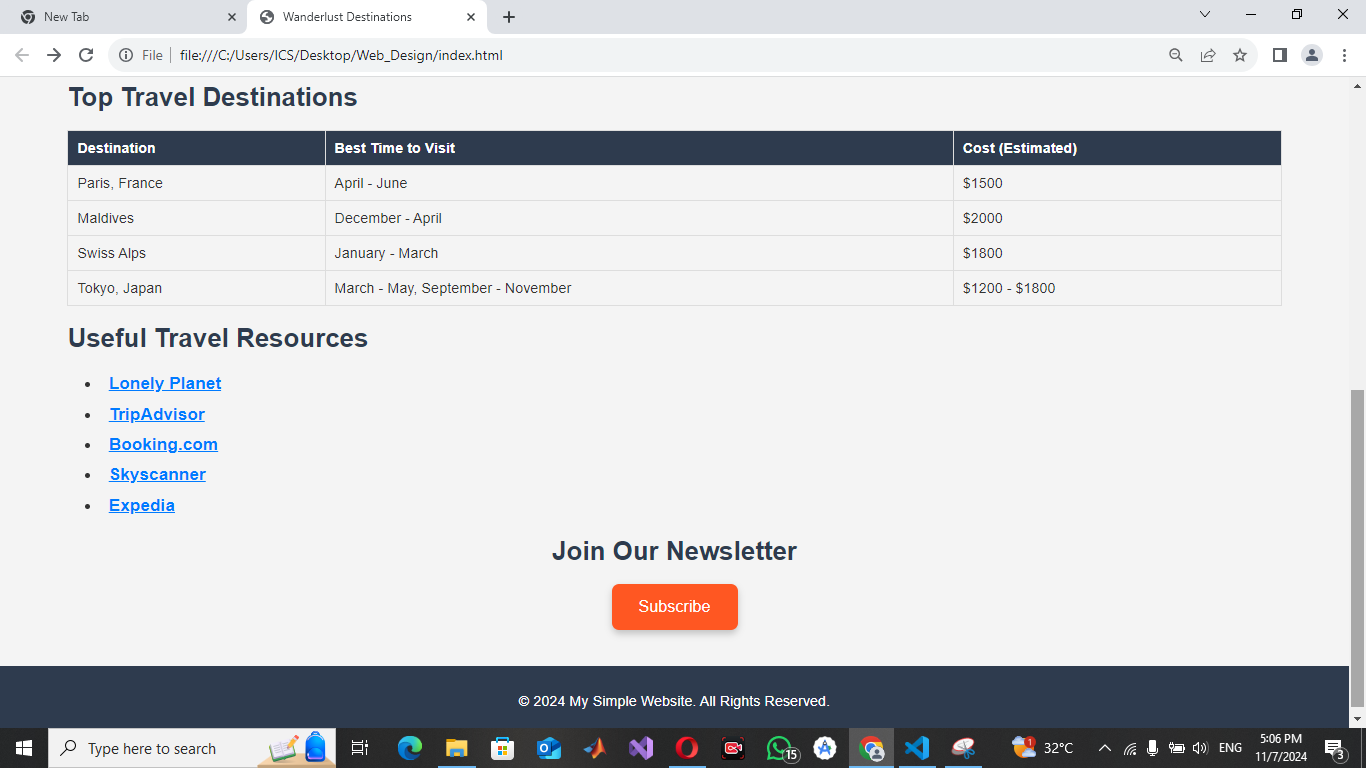 New Tab
Wanderlust Destinations
File file:///C:/Users/ICS/Desktop/Web_Design/index.html
Top Travel Destinations
Destination Best Time to Visit Cost (Estimated)
Paris, France April - June $1500
Maldives December - April $2000
Swiss Alps January - March $1800
Tokyo, Japan March - May, September - November $1200 - $1800
Useful Travel Resources
Lonely Planet
TripAdvisor
Booking.com
Skyscanner
Expedia
Join Our Newsletter
Subscribe
© 2024 My Simple Website. All Rights Reserved.
Type here to search
15
1
32°C
ENG
5:06 PM
11/7/2024
3